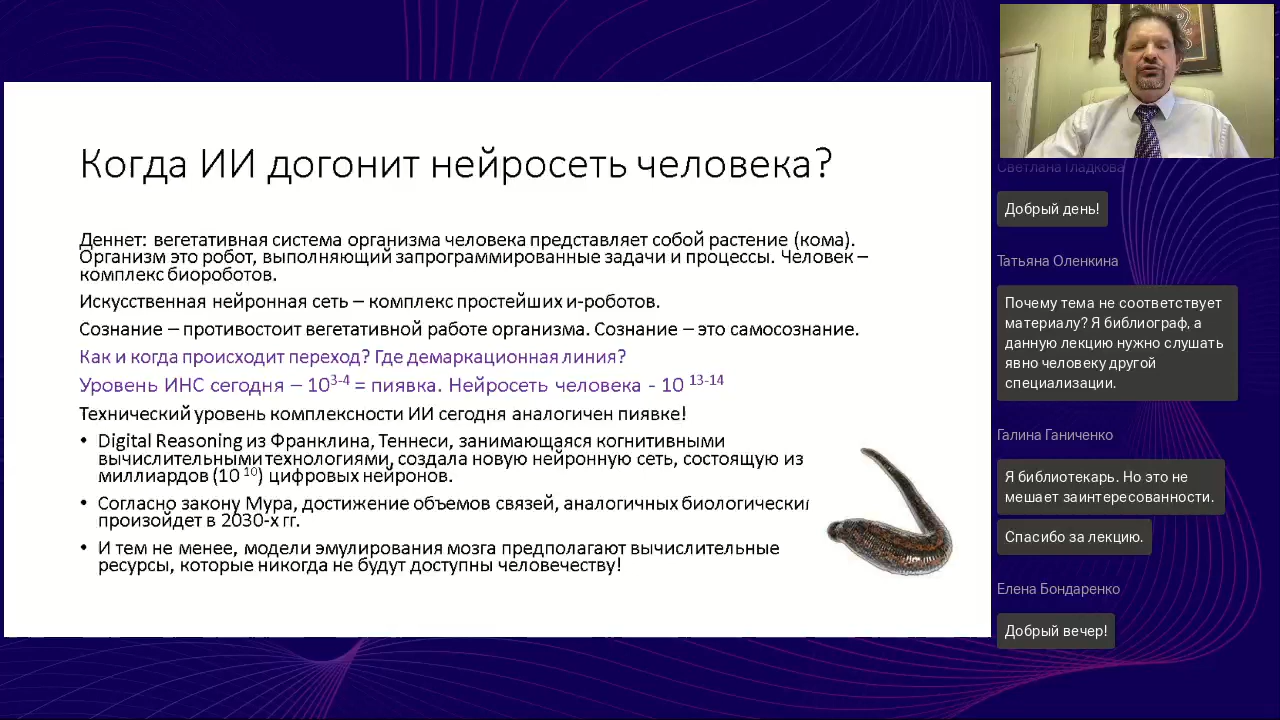 Когда ИИ догонит нейросеть человека?
Деннет: вегетативная система организма человека представляет собой растение (кома).
Организм это робот, выполняющий запрограммированные задачи и процессы. Человек –
комплекс биороботов.
Искусственная нейронная сеть – комплекс простейших и-роботов.
Сознание – противостоит вегетативной работе организма. Сознание – это самосознание.
Как и когда происходит переход? Где демаркационная линия?
Уровень ИНС сегодня – 10³⁻⁴ = пиявка. Нейросеть человека - 10 ¹³⁻¹⁴
Технический уровень комплексности ИИ сегодня аналогичен пиявке!
• Digital Reasoning из Франклина, Теннеси, занимающаяся когнитивными
вычислительными технологиями, создала новую нейронную сеть, состоящую из
миллиардов (10 ¹⁰) цифровых нейронов.
• Согласно закону Мура, достижение объемов связей, аналогичных биологически
произойдет в 2030-х гг.
• И тем не менее, модели эмулирования мозга предполагают вычислительные
ресурсы, которые никогда не будут доступны человечеству!
Светлана Гладкова
Добрый день!
Татьяна Оленкина
Почему тема не соответствует
материалу? Я библиограф, а
данную лекцию нужно слушать
явно человеку другой
специализации.
Галина Ганиченко
Я библиотекарь. Но это не
мешает заинтересованности.
Спасибо за лекцию.
Елена Бондаренко
Добрый вечер!